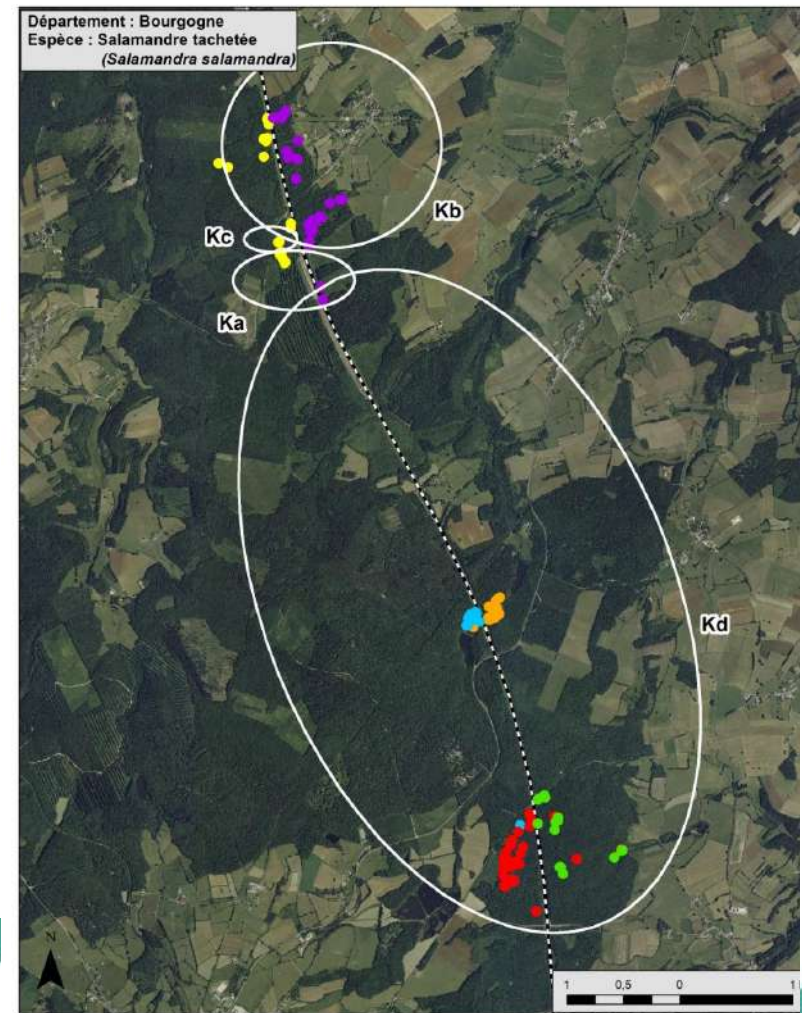 Département : Bourgogne
Espèce : Salamandre tachetée
(Salamandra salamandra)
Kb
Kc
Ka
Kd
N
1 0,5 0 1